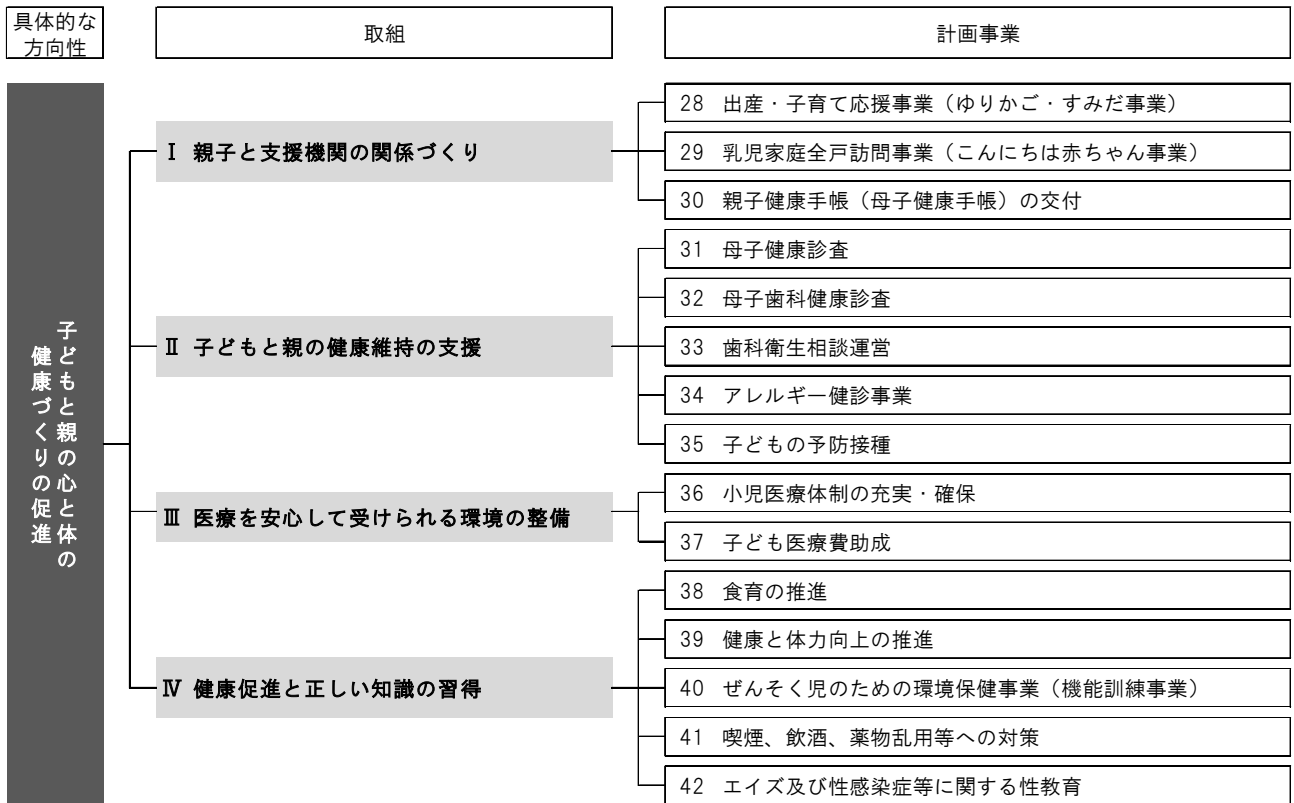 具体的な
方向性
取組
計画事業
子どもと親の心と体の
健康づくりの促進
Ⅰ 親子と支援機関の関係づくり
28 出産・子育て応援事業（ゆりかご・すみだ事業）
29 乳児家庭全戸訪問事業（こんにちは赤ちゃん事業）
30 親子健康手帳（母子健康手帳）の交付
Ⅱ 子どもと親の健康維持の支援
31 母子健康診査
32 母子歯科健康診査
33 歯科衛生相談運営
34 アレルギー健診事業
35 子どもの予防接種
Ⅲ 医療を安心して受けられる環境の整備
36 小児医療体制の充実・確保
37 子ども医療費助成
Ⅳ 健康促進と正しい知識の習得
38 食育の推進
39 健康と体力向上の推進
40 ぜんそく児のための環境保健事業（機能訓練事業）
41 喫煙、飲酒、薬物乱用等への対策
42 エイズ及び性感染症等に関する性教育